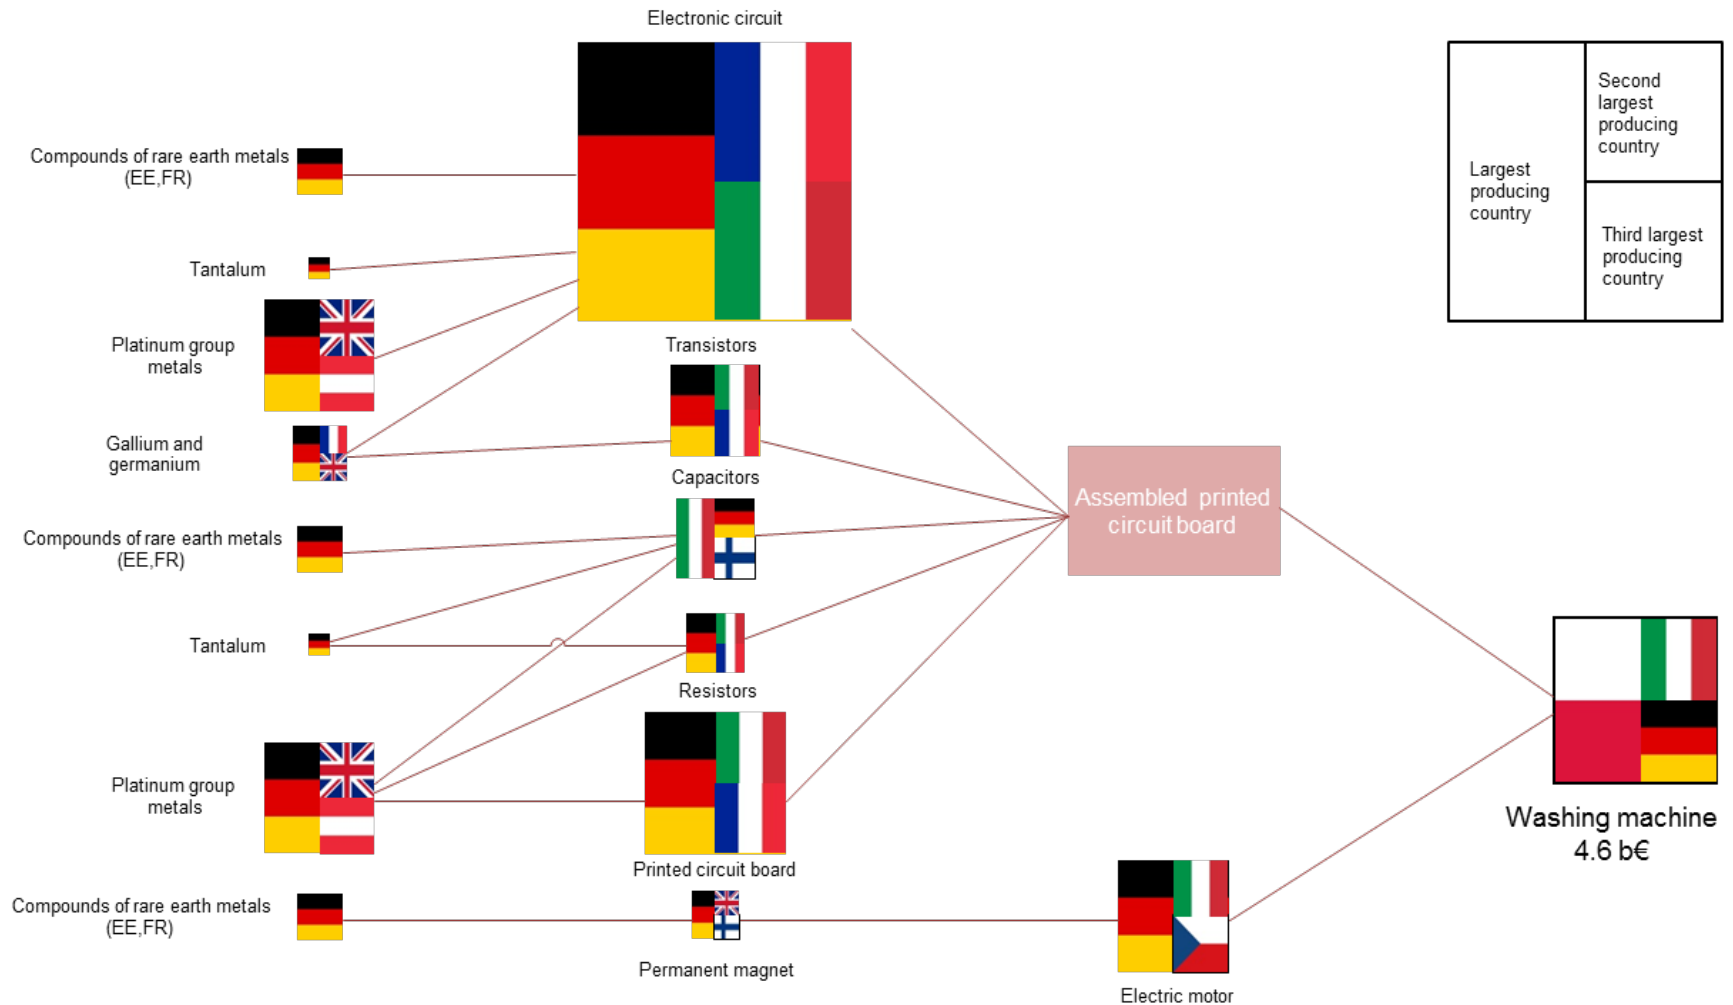 Electronic circuit
Second
largest
producing
country
Largest
producing
country
Third largest
producing
country
Compounds of rare earth metals
(EE,FR)
Tantalum
Platinum group
metals
Transistors
Gallium and
germanium
Capacitors
Assembled printed
circuit board
Compounds of rare earth metals
(EE,FR)
Tantalum
Resistors
Platinum group
metals
Washing machine
4.6 b€
Printed circuit board
Compounds of rare earth metals
(EE,FR)
Permanent magnet
Electric motor